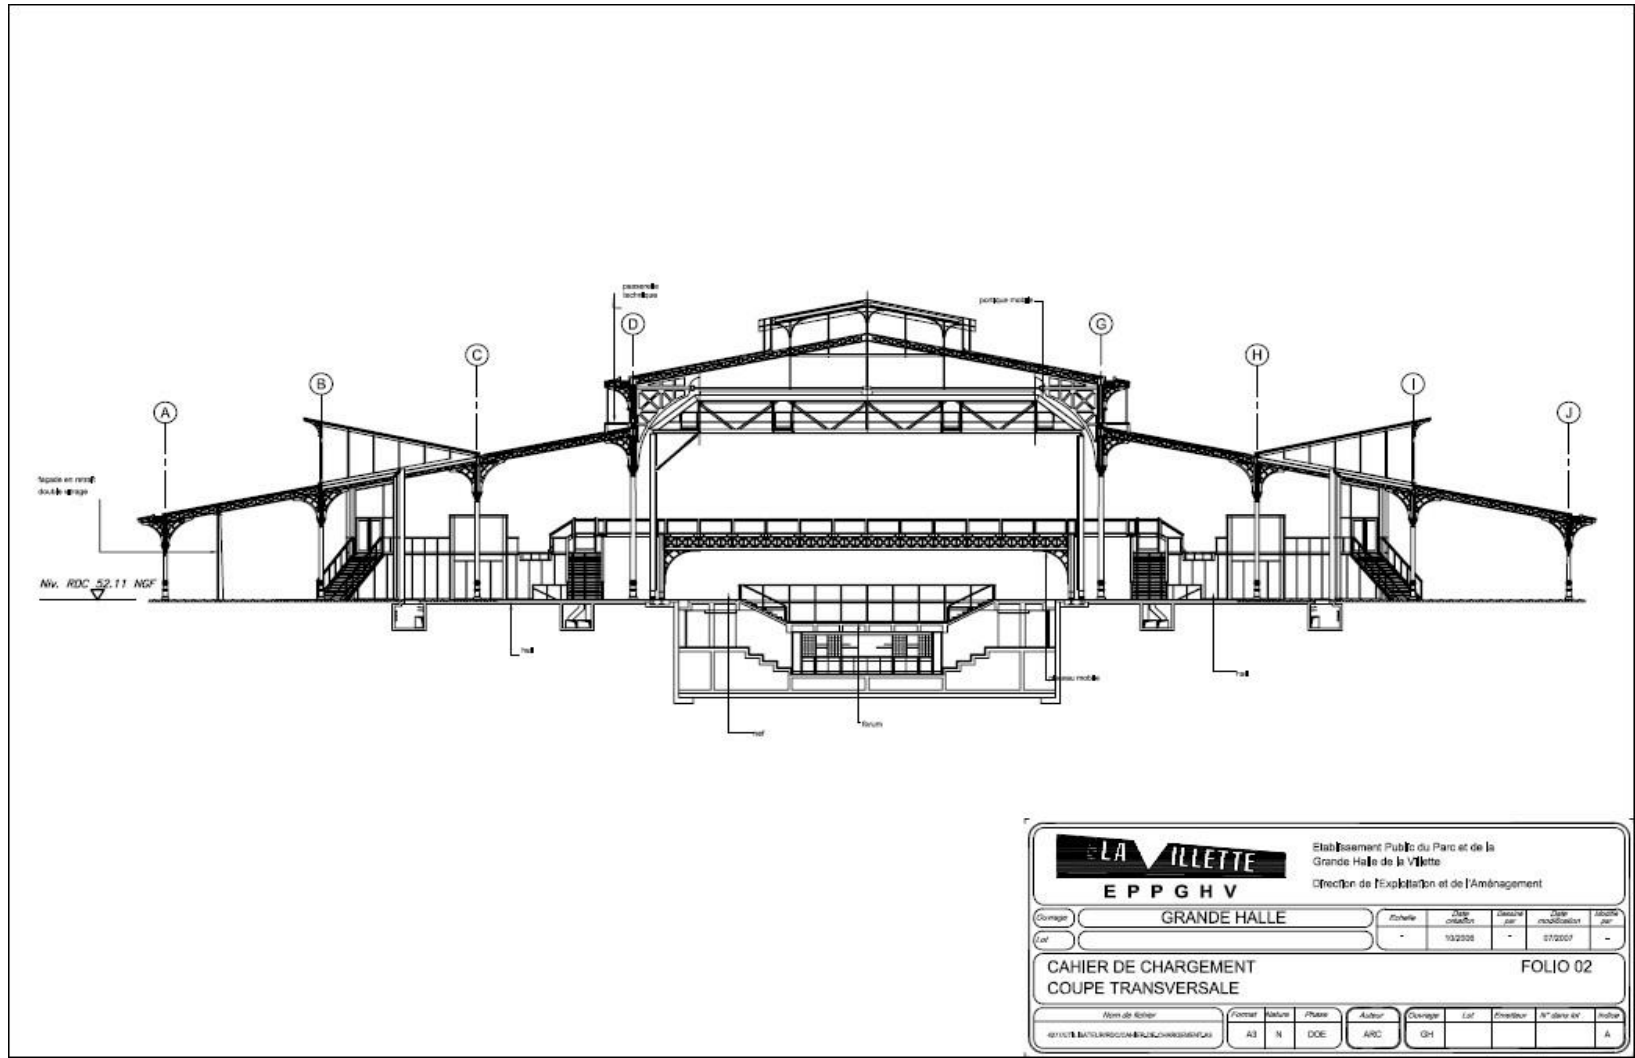 passerelle
technique
portique mobile
D
G
C
H
B
I
A
J
façade en retrait
double vitrage
Niv. RDC 52.11 NGF
hall
hall
mobile
forum
nef
LA VILLETTE
EPPGHV
Etablissement Public du Parc et de la
Grande Halle de la Villette
Direction de l'Exploitation et de l'Aménagement
Ouvrage
GRANDE HALLE
Echelle
Date création
Dessiné par
Date modification
Modifié par
Lot
-
10/2006
-
07/2007
-
CAHIER DE CHARGEMENT
FOLIO 02
COUPE TRANSVERSALE
Nom de fichier
Format
Nature
Phase
Auteur
Ouvrage
Lot
Emetteur
N° dans lot
Indice
A3
N
DOE
ARC
GH
A